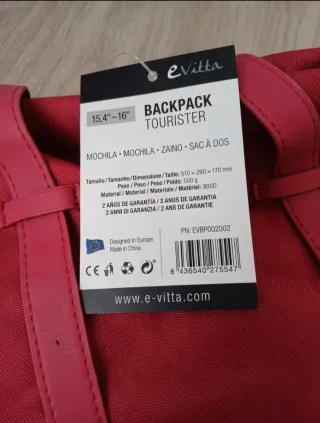 e vitta
15,4"–16"
BACKPACK
TOURISTER
MOCHILA • MOCHILA • ZAINO • SAC À DOS
Tamaño/Tamanho/Dimensione/Taille: 510 x 290 x 170 mm
Peso / Peso / Peso / Poids: 500 g
Material / Material / Materiale / Matériel: 900D
2 AÑOS DE GARANTÍA / 2 ANOS DE GARANTIA
2 ANNI DI GARANZIA / 2 ANS DE GARANTIE
PN: EVBP002002
Designed in Europe
Made in China
CE
8 436540 275547
www.e-vitta.com